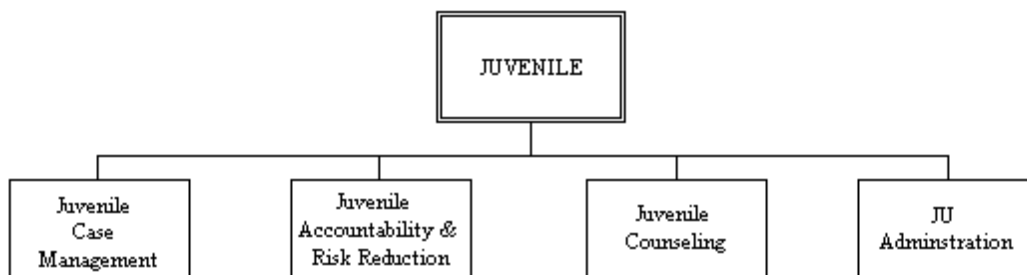 JUVENILE
Juvenile
Case
Management
Juvenile
Accountability &
Risk Reduction
Juvenile
Counseling
JU
Adminstration